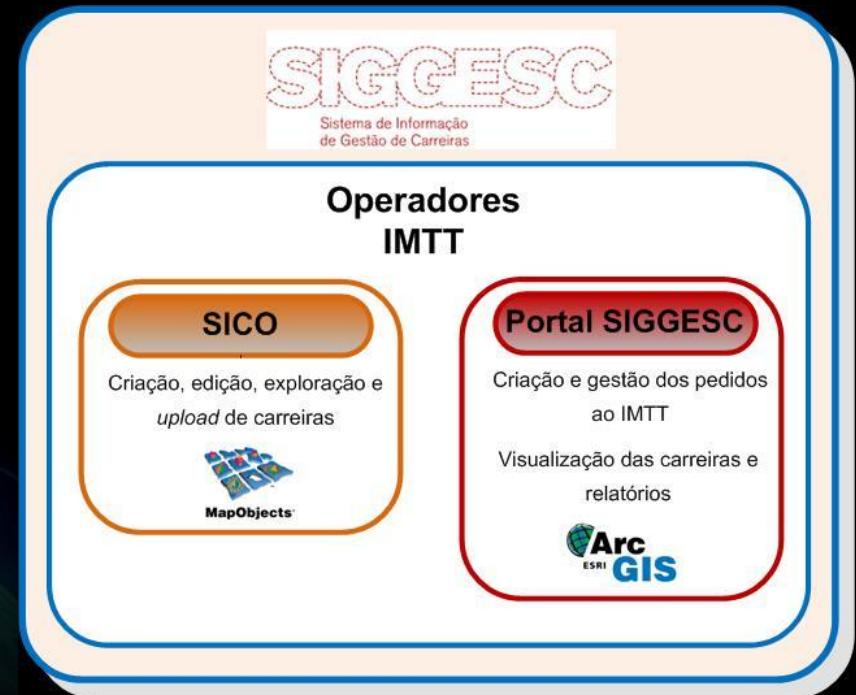 SIGGESC
Sistema de Informação
de Gestão de Carreiras
Operadores
IMTT
SICO
Criação, edição, exploração e
upload de carreiras
MapObjects
Portal SIGGESC
Criação e gestão dos pedidos
ao IMTT
Visualização das carreiras e
relatórios
Arc
ESRI GIS